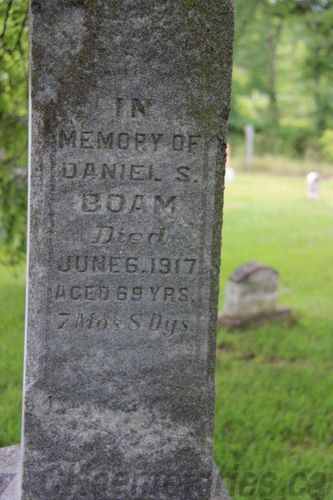 IN
MEMORY OF
DANIEL S.
BOAM
Died
JUNE 6. 1917
AGED 69 YRS.
7 Mos 8 Dys.